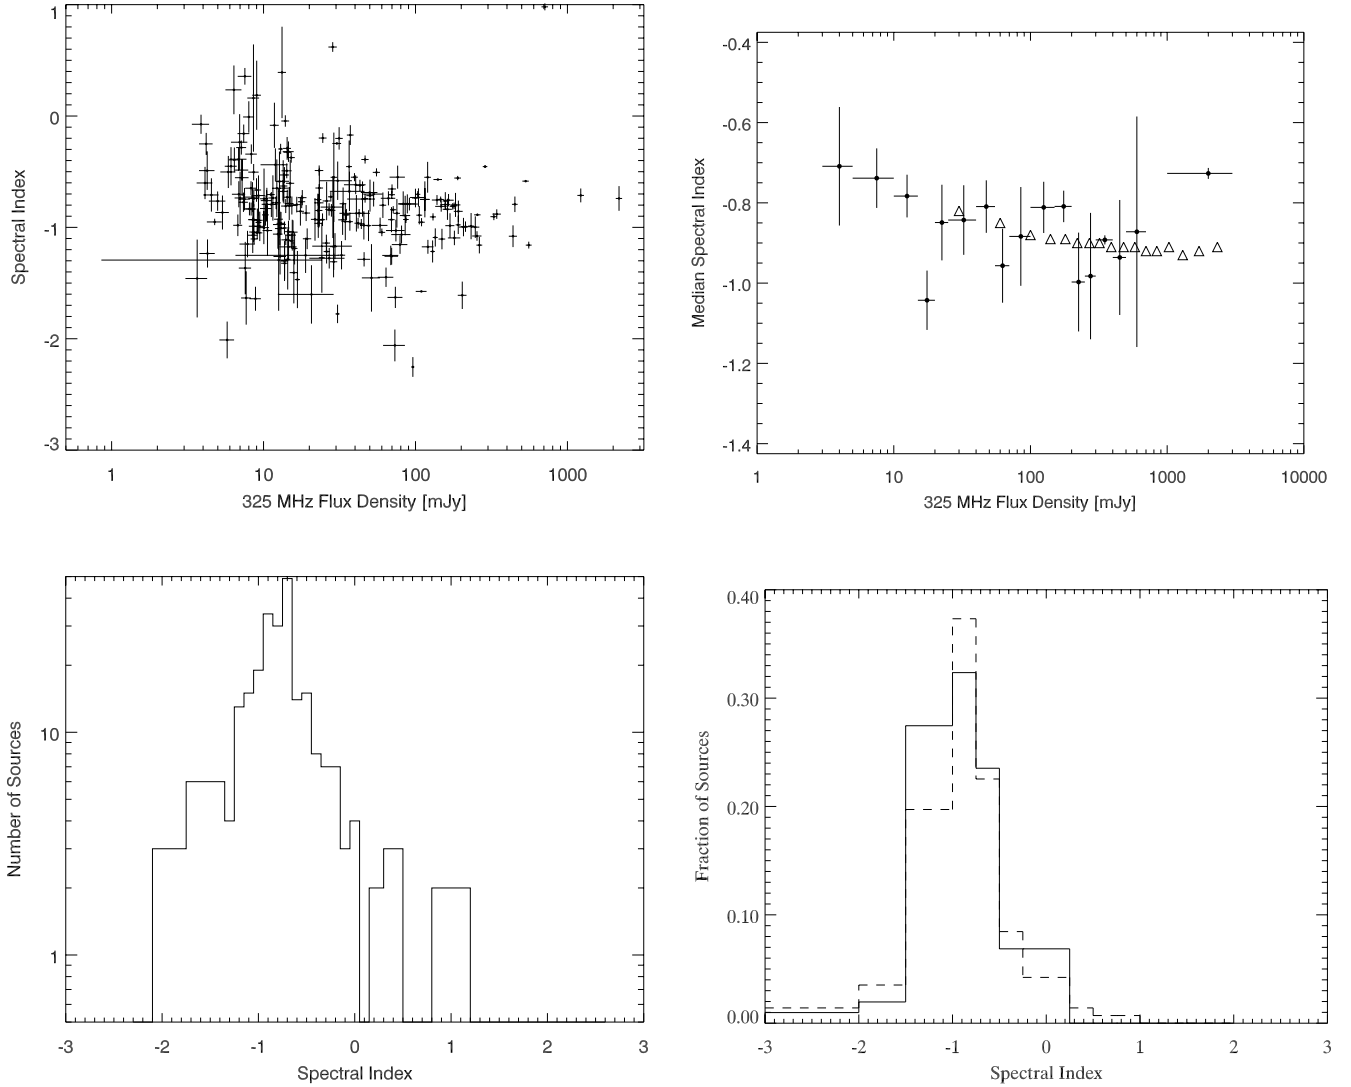 1
0
-1
-2
-3
Spectral Index
1 10 100 1000
325 MHz Flux Density [mJy]
-0.4
-0.6
-0.8
-1.0
-1.2
-1.4
Median Spectral Index
1 10 100 1000 10000
325 MHz Flux Density [mJy]
10
1
Number of Sources
-3 -2 -1 0 1 2 3
Spectral Index
0.40
0.30
0.20
0.10
0.00
Fraction of Sources
-3 -2 -1 0 1 2 3
Spectral Index